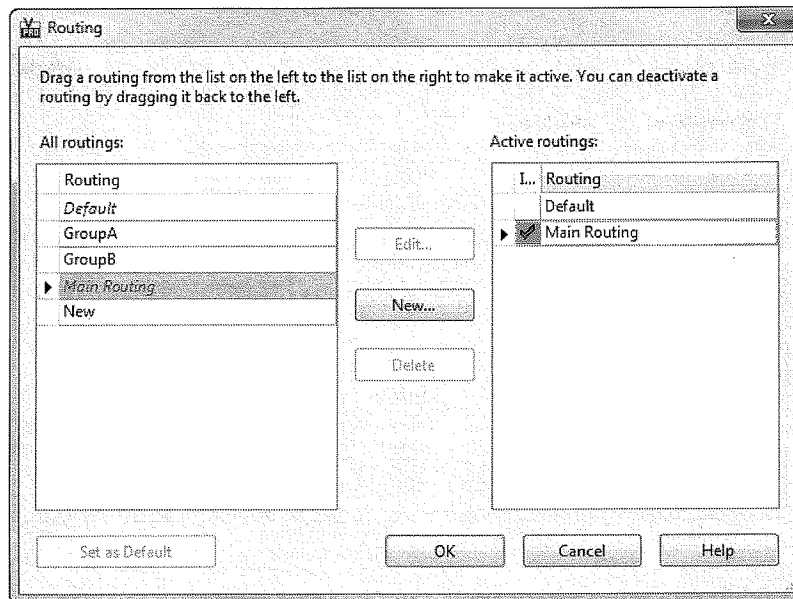 V PRO Routing X
Drag a routing from the list on the left to the list on the right to make it active. You can deactivate a
routing by dragging it back to the left.
All routings:
Routing
Default
GroupA
GroupB
Main Routing
New
Edit...
New...
Delete
Active routings:
I... Routing
Default
Main Routing
Set as Default
OK
Cancel
Help